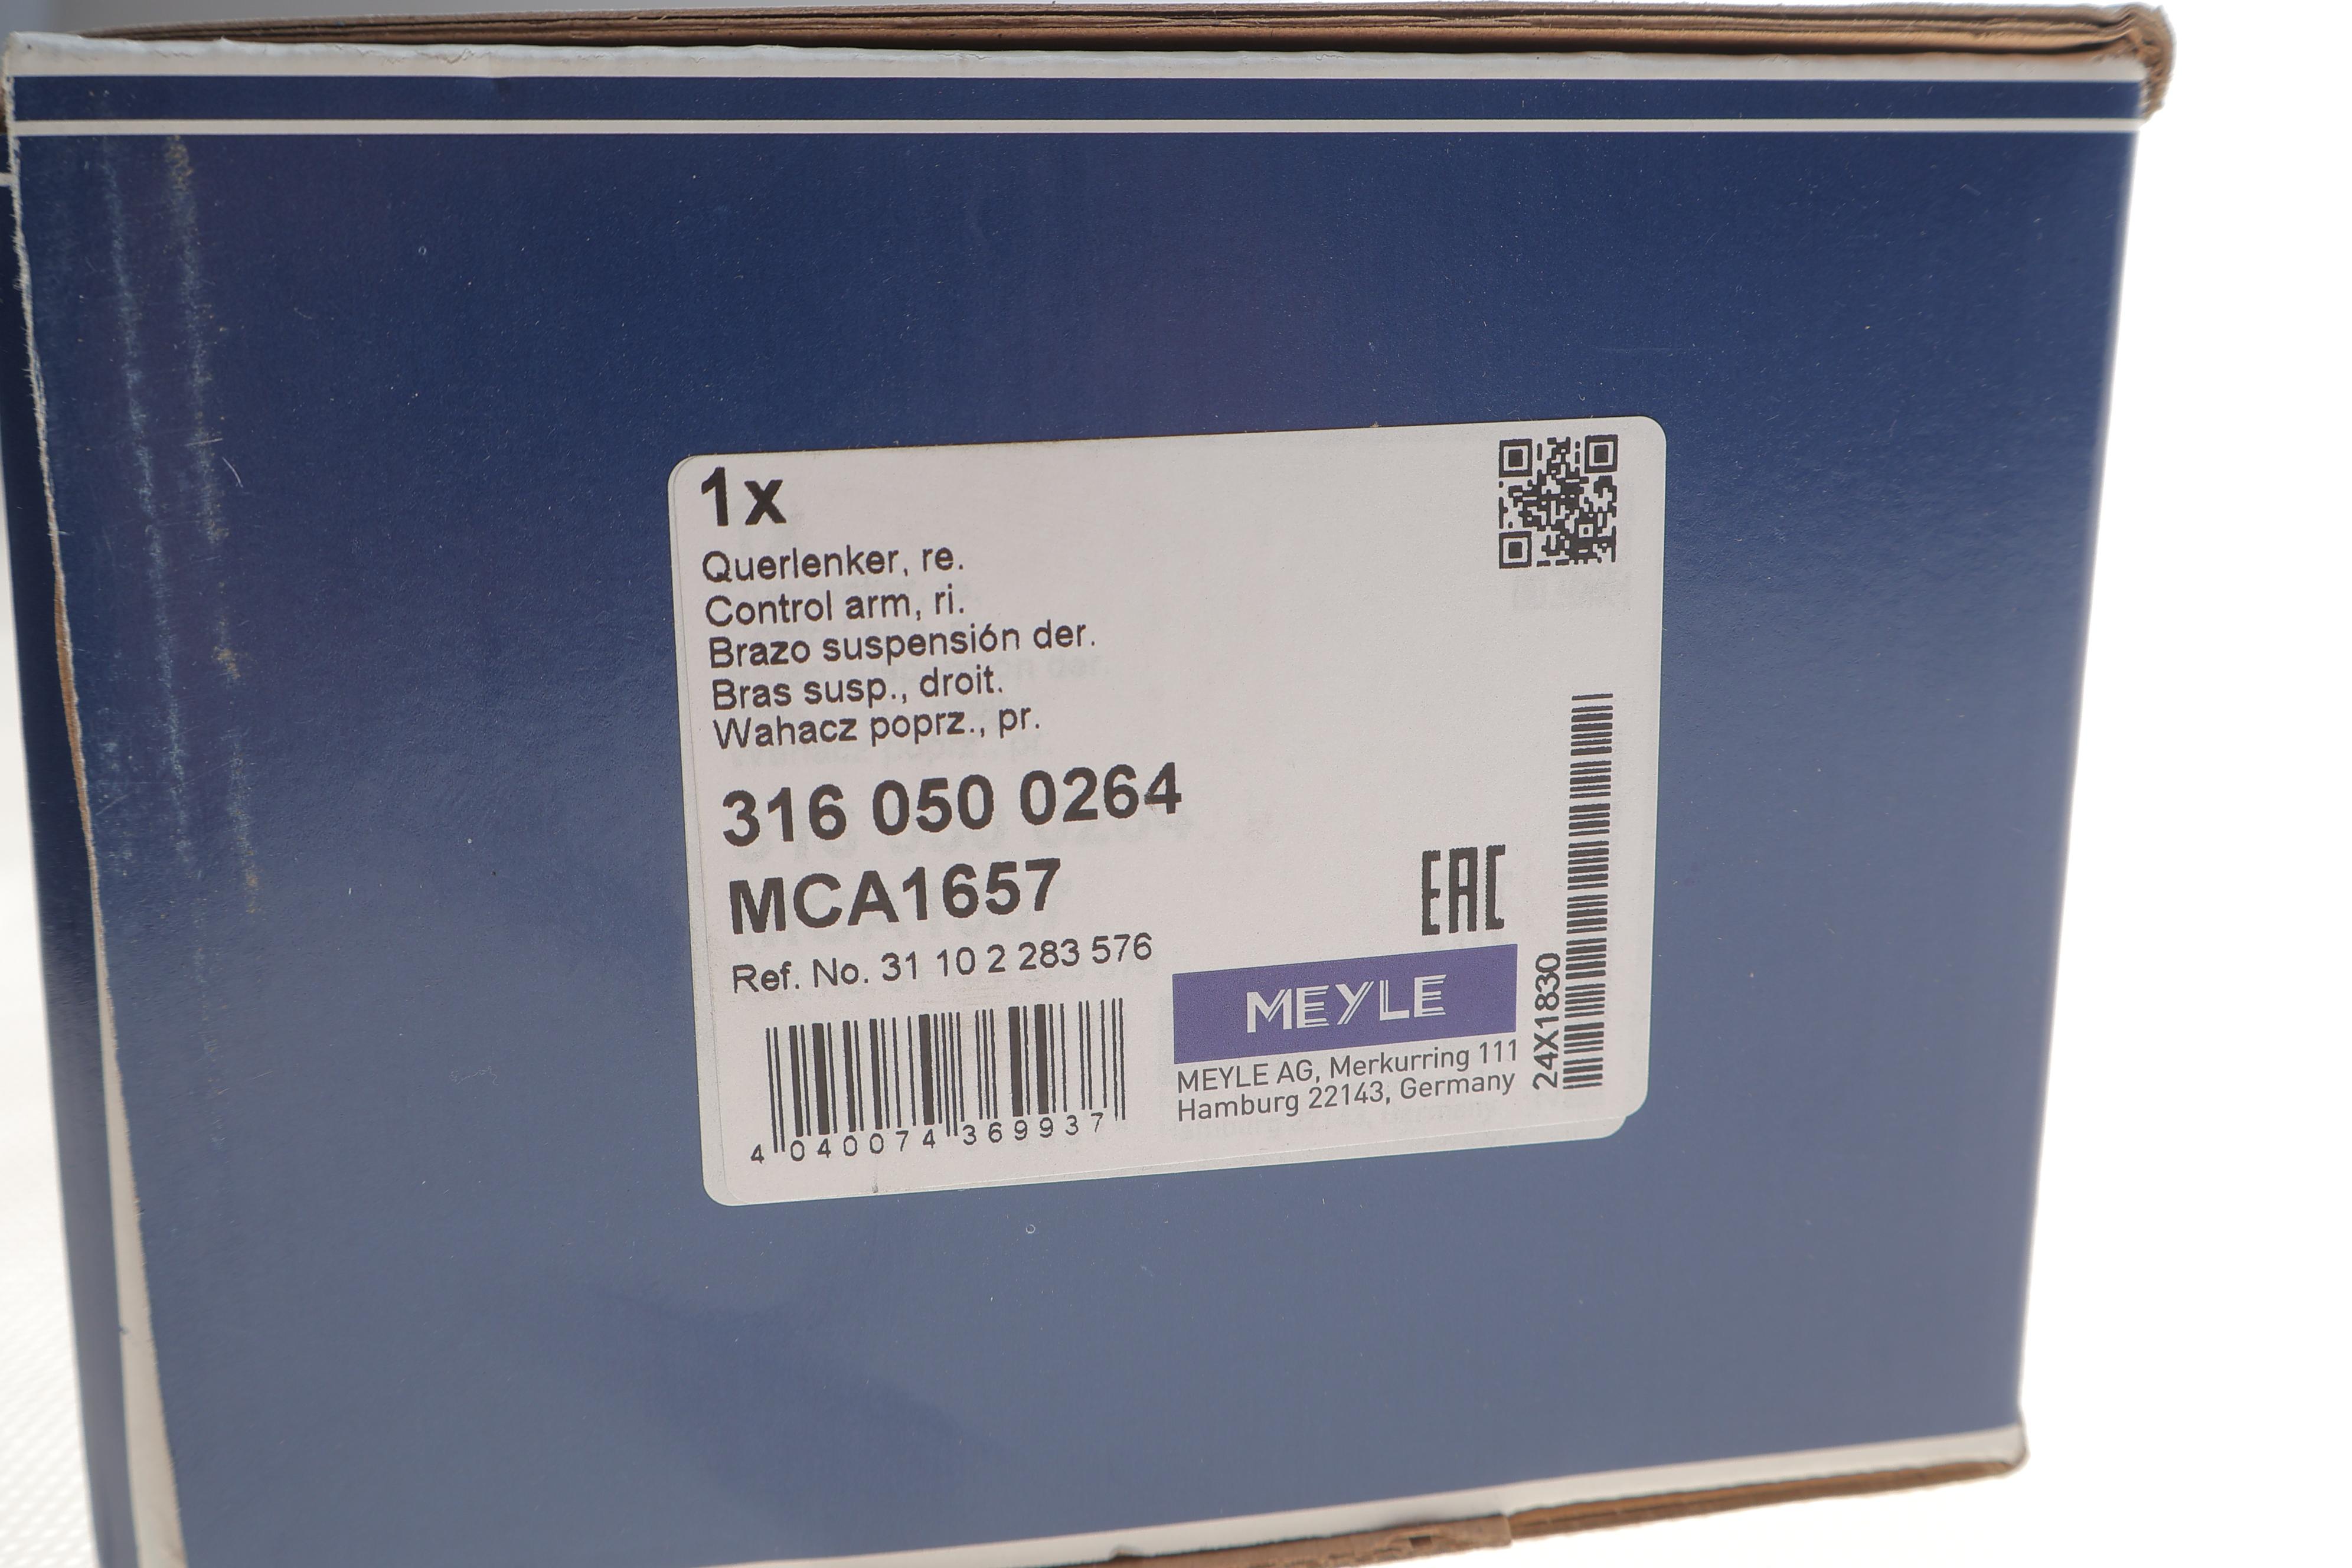 1x
Querlenker, re.
Control arm, ri.
Brazo suspensión der.
Bras susp., droit.
Wahacz poprz., pr.
316 050 0264
MCA1657
Ref. No. 31 10 2 283 576
4 040074 369937
EAC
MEYLE
MEYLE AG, Merkurring 111
Hamburg 22143, Germany
24X1830